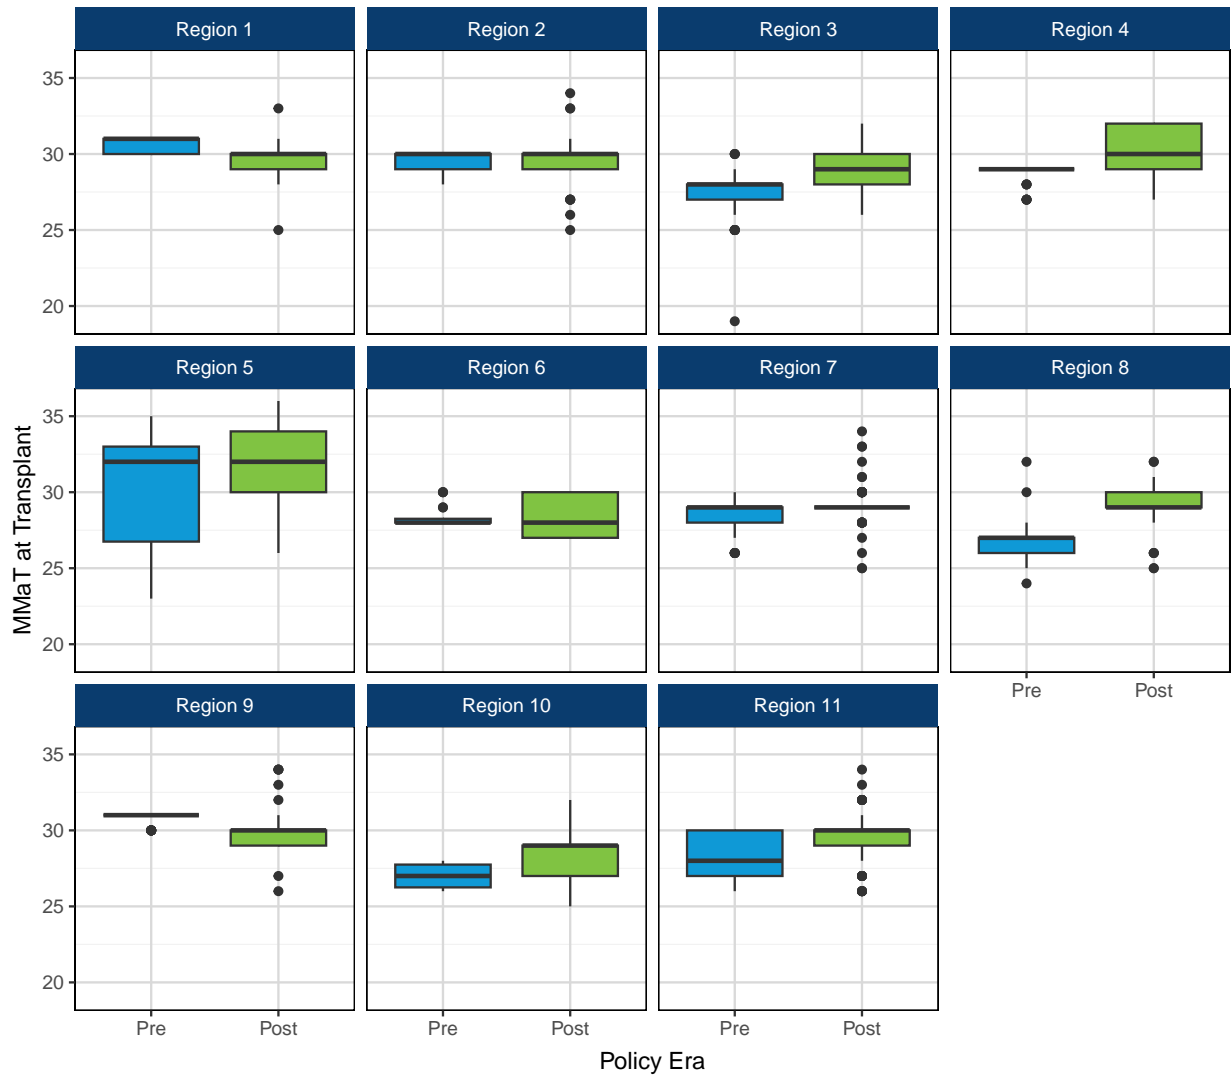 Region 1
Region 2
Region 3
Region 4
35
30
25
20
Region 5
Region 6
Region 7
Region 8
35
30
25
20
Pre
Post
Region 9
Region 10
Region 11
35
30
25
20
Pre
Post
Pre
Post
Pre
Post
MMaT at Transplant
Policy Era